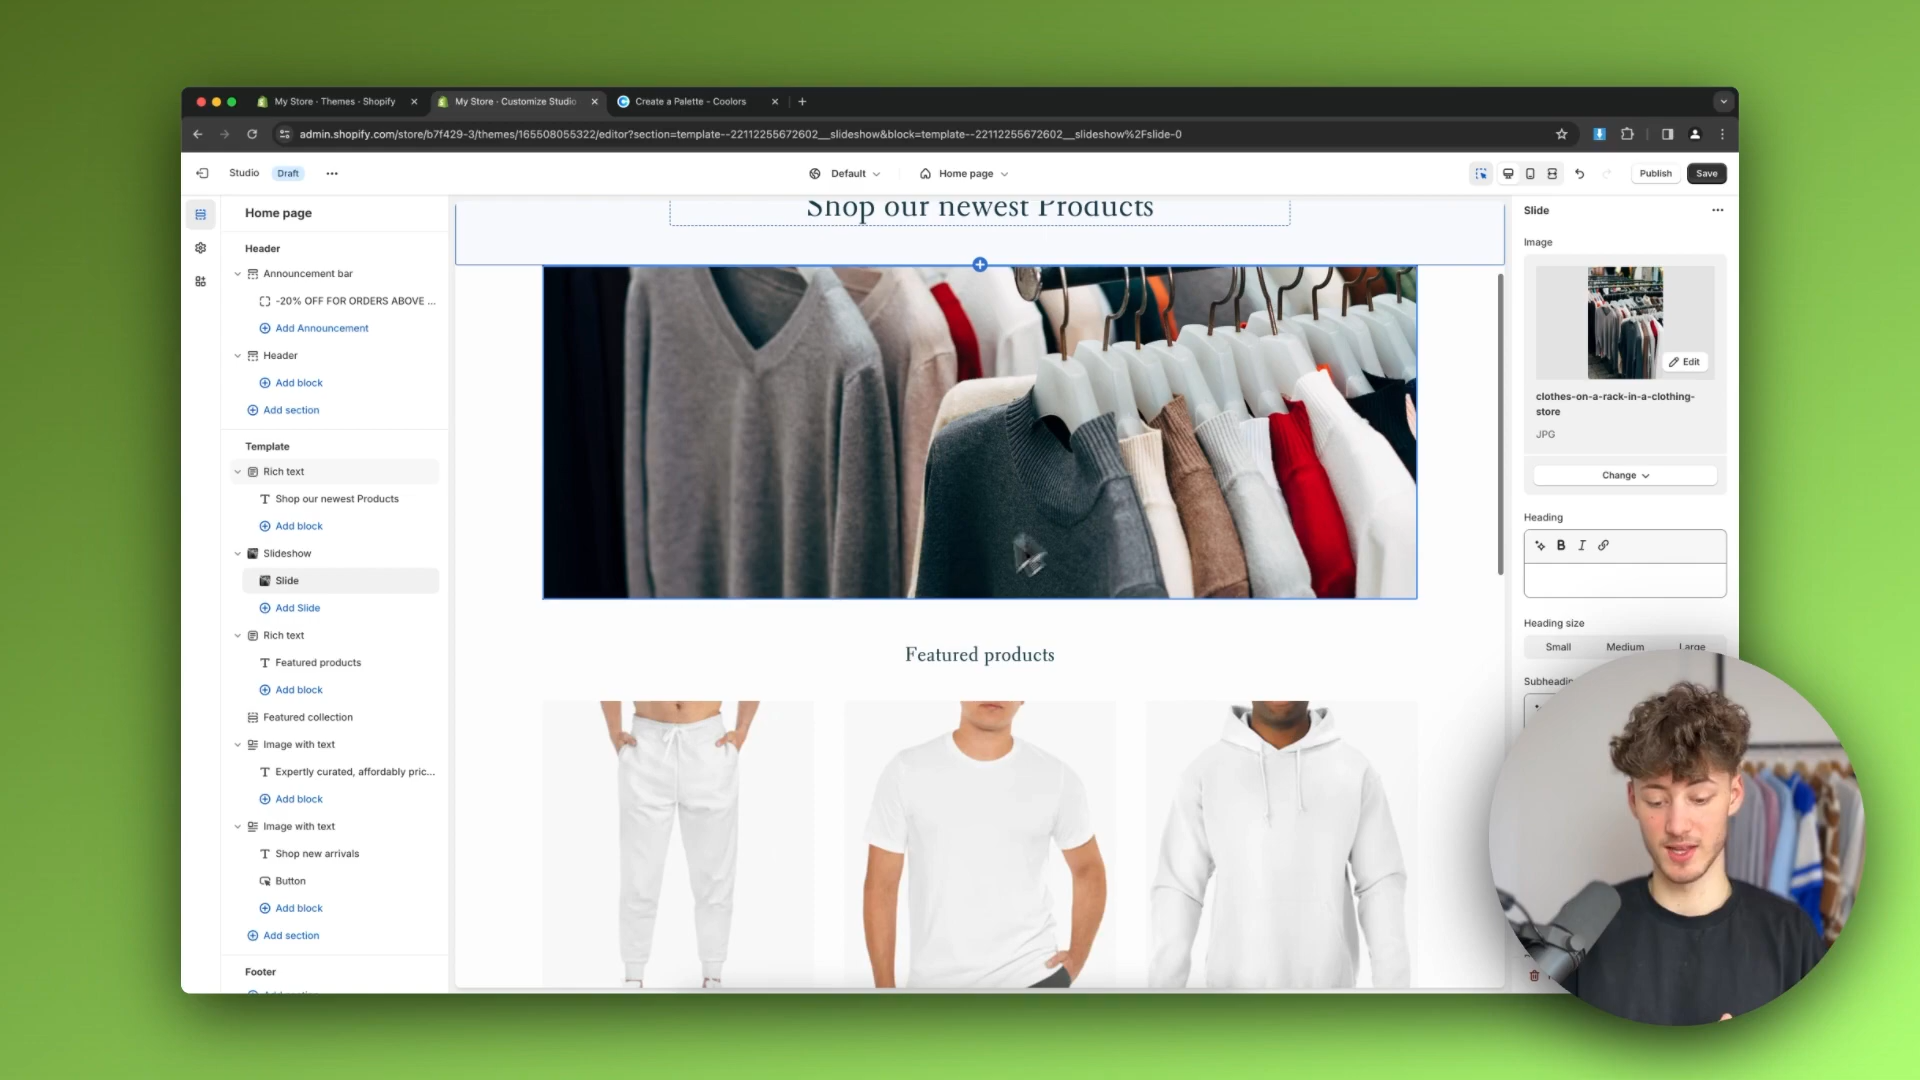 My Store · Themes · Shopify
My Store · Customize Studio
Create a Palette - Coolors
admin.shopify.com/store/b7f429-3/themes/165508055322/editor?section=template--22112255672602__slideshow&block=template--22112255672602__slideshow%2Fslide-0
Studio
Draft
Default
Home page
Publish
Save
Home page
Header
Announcement bar
-20% OFF FOR ORDERS ABOVE ...
Add Announcement
Header
Add block
Add section
Template
Rich text
Shop our newest Products
Add block
Slideshow
Slide
Add Slide
Rich text
Featured products
Add block
Featured collection
Image with text
Expertly curated, affordably pric...
Add block
Image with text
Shop new arrivals
Button
Add block
Add section
Footer
Shop our newest Products
Featured products
Slide
Image
Edit
clothes-on-a-rack-in-a-clothing-
store
JPG
Change
Heading
B I
Heading size
Small Medium Large